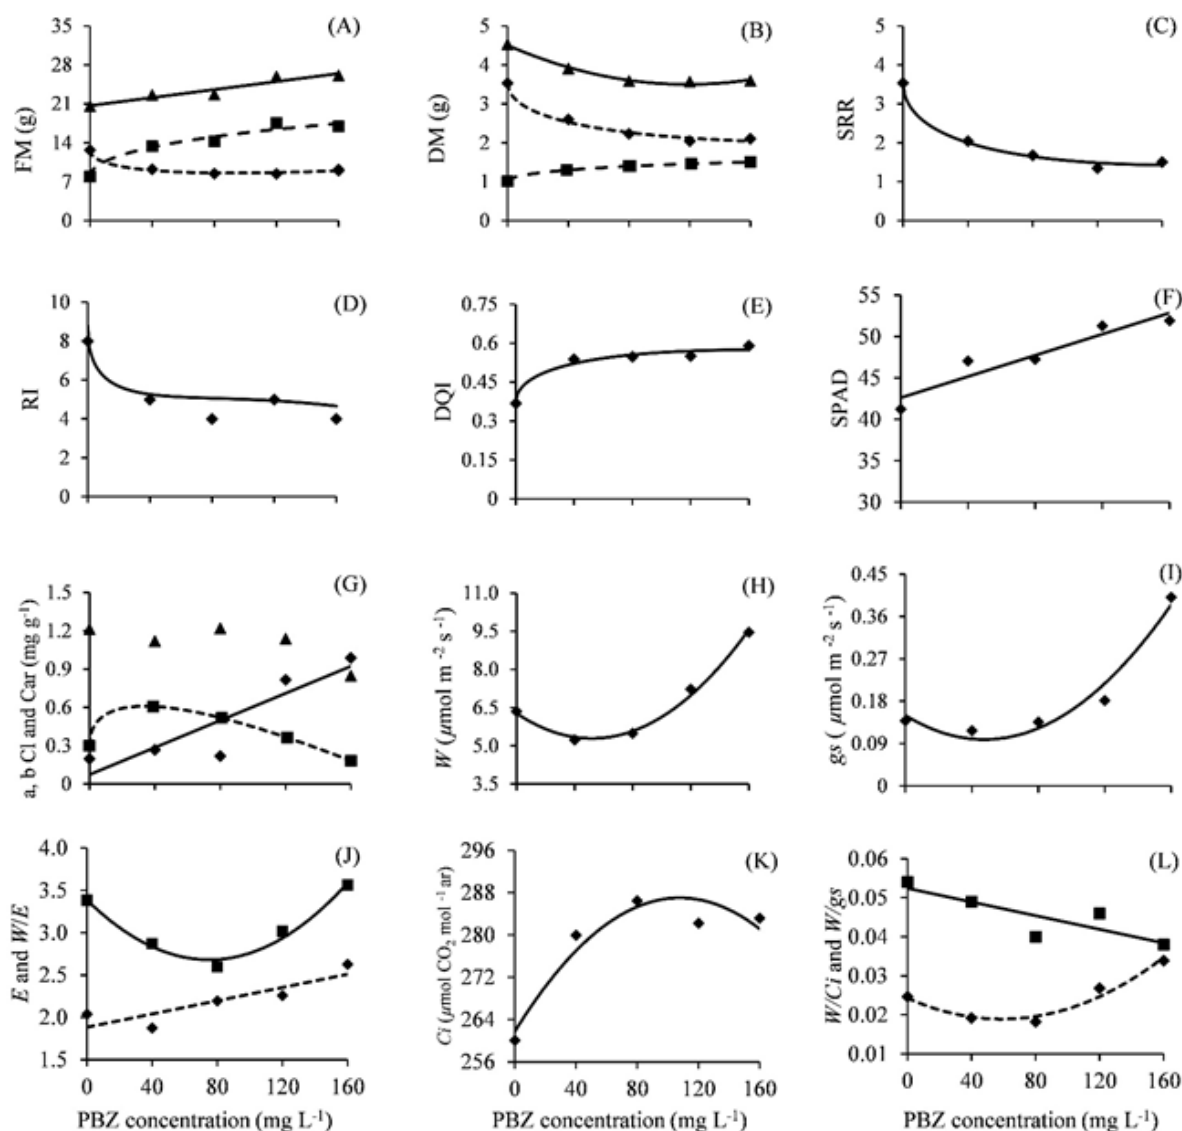 (A)
35
28
21
14
7
0
FM (g)
(B)
5
4
3
2
1
0
DM (g)
(C)
5
4
3
2
1
0
SRR
(D)
10
8
6
4
2
0
RI
(E)
0.75
0.6
0.45
0.3
0.15
0
DQI
(F)
55
50
45
40
35
30
SPAD
(G)
1.5
1.2
0.9
0.6
0.3
0
a, b Cl and Car (mg g⁻¹)
(H)
11.0
9.5
8.0
6.5
5.0
3.5
W (μmol m ⁻² s ⁻¹)
(I)
0.45
0.36
0.27
0.18
0.09
0
gs ( μmol m ⁻² s ⁻¹)
(J)
4.0
3.5
3.0
2.5
2.0
1.5
E and W/E
0 40 80 120 160
PBZ concentration (mg L⁻¹)
(K)
296
288
280
272
264
256
Ci (μmol CO₂ mol ⁻¹ ar)
0 40 80 120 160
PBZ concentration (mg L⁻¹)
(L)
0.06
0.05
0.04
0.03
0.02
0.01
W/Ci and W/gs
0 40 80 120 160
PBZ concentration (mg L⁻¹)